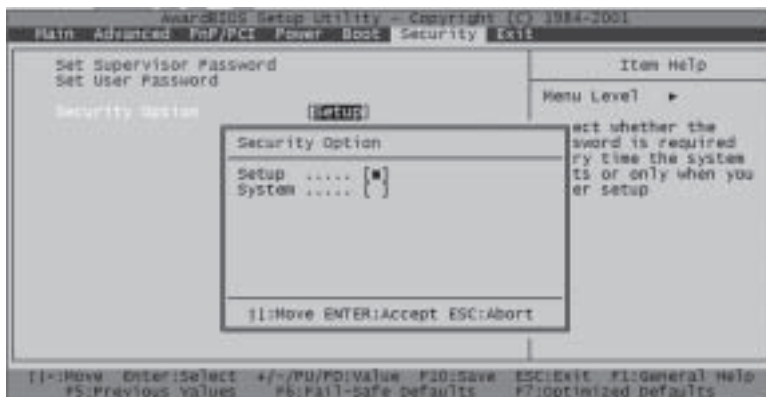 AwardBIOS Setup Utility - Copyright (C) 1984-2001
Main Advanced PnP/PCI Power Boot Security Exit
Set Supervisor Password
Set User Password
Security Option [Setup]
Item Help
Menu Level ►
ect whether the
sword is required
ry time the system
ts or only when you
er setup
Security Option
Setup ..... [■]
System ..... [ ]
↑↓:Move ENTER:Accept ESC:Abort
↑↓←:Move Enter:Select +/-/PU/PD:Value F10:Save ESC:Exit F1:General Help
F5:Previous Values F6:Fail-Safe Defaults F7:Optimized Defaults